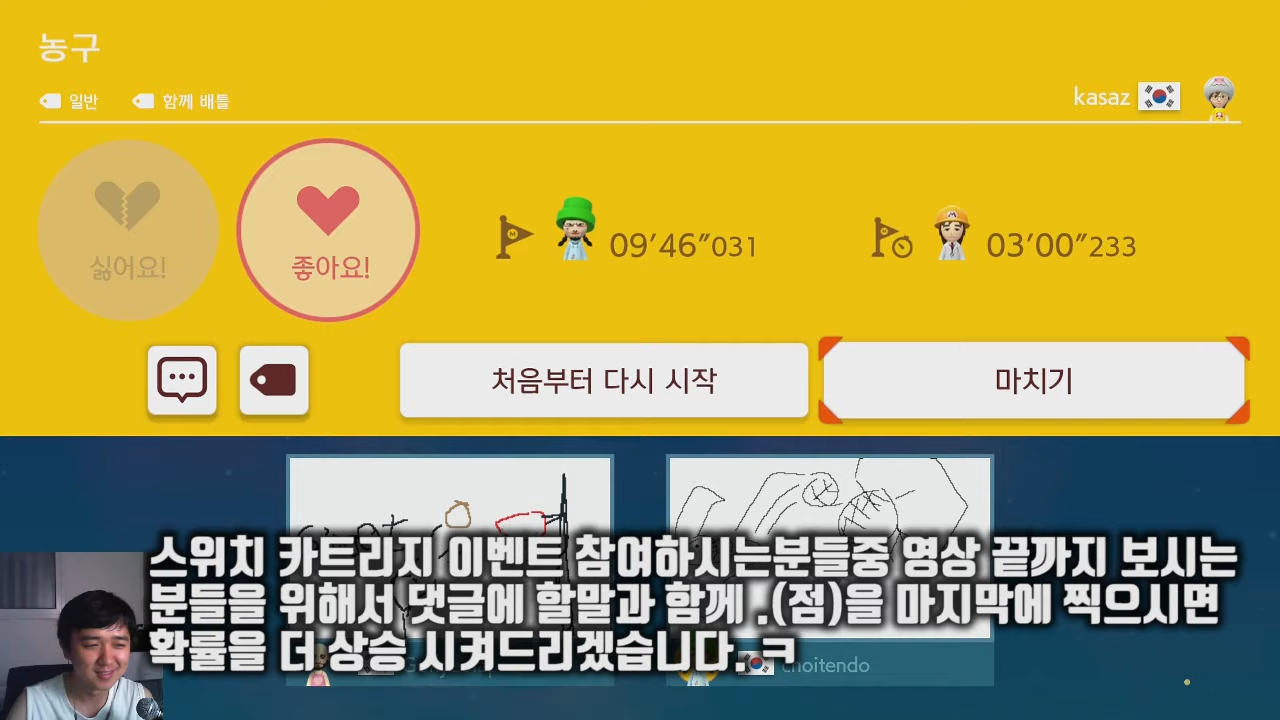 농구
일반
함께 배틀
kasaz
싫어요!
좋아요!
09′46″031
03′00″233
처음부터 다시 시작
마치기
스위치 카트리지 이벤트 참여하시는분들중 영상 끝까지 보시는
분들을 위해서 댓글에 할말과 함께 .(점)을 마지막에 찍으시면
확률을 더 상승 시켜드리겠습니다. ㅋ
choitendo